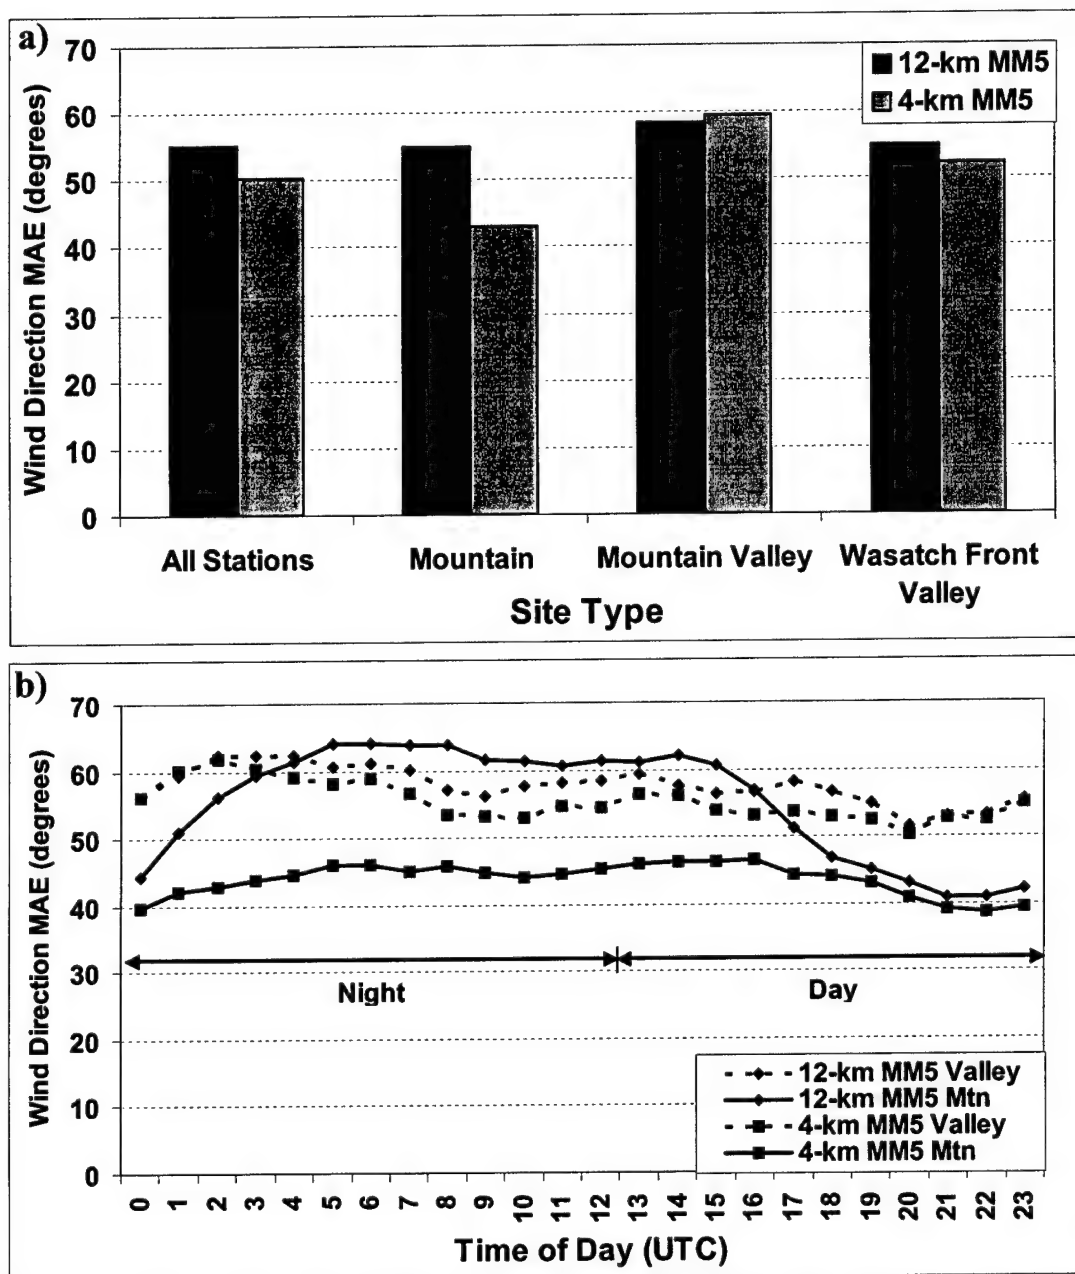 a)
70
60
50
40
30
20
10
0
Wind Direction MAE (degrees)
12-km MM5
4-km MM5
All Stations
Mountain
Mountain Valley
Wasatch Front
Valley
Site Type
b)
70
60
50
40
30
20
10
0
Wind Direction MAE (degrees)
Night
Day
12-km MM5 Valley
12-km MM5 Mtn
4-km MM5 Valley
4-km MM5 Mtn
0 1 2 3 4 5 6 7 8 9 10 11 12 13 14 15 16 17 18 19 20 21 22 23
Time of Day (UTC)